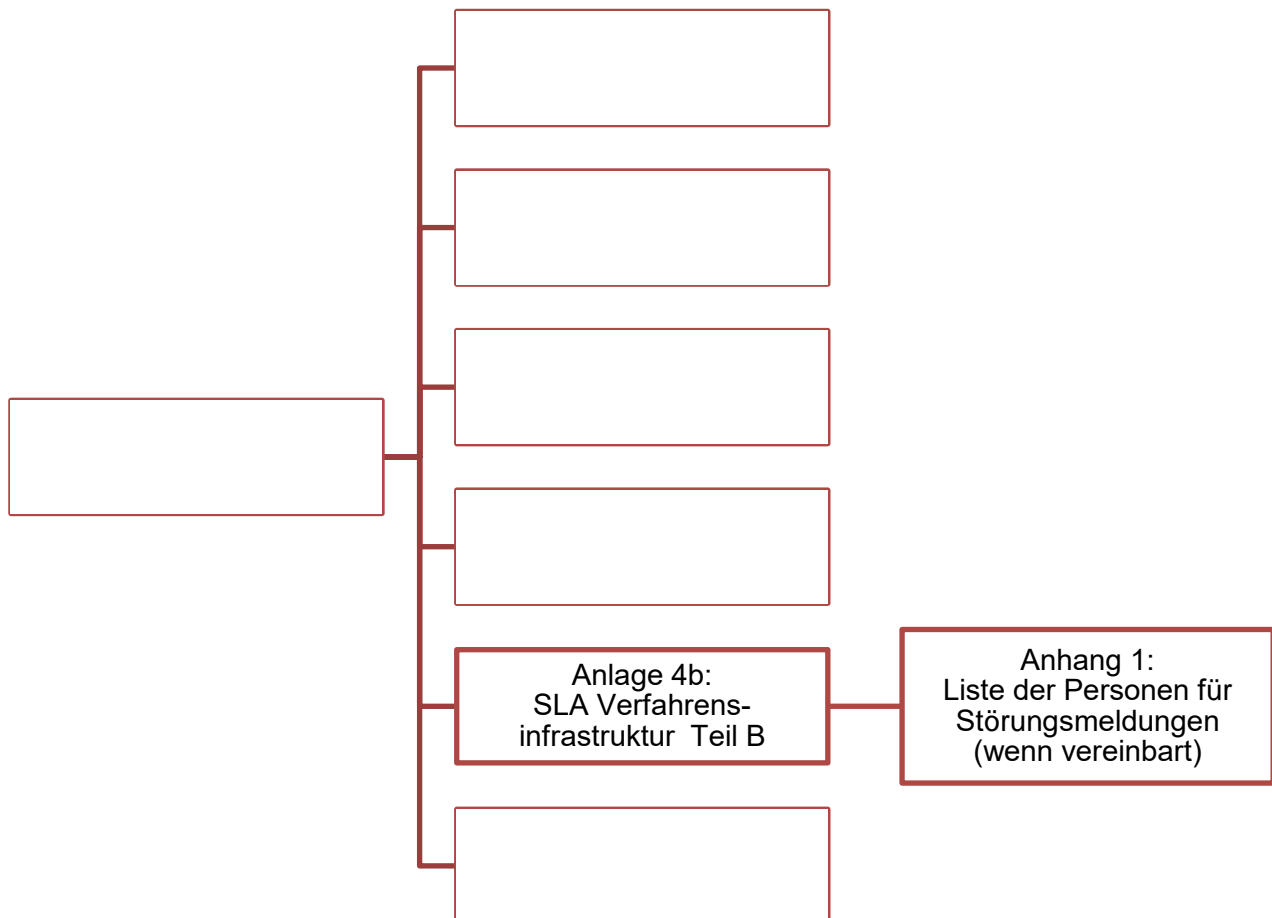 Anlage 4b:
SLA Verfahrens-
infrastruktur  Teil B
Anhang 1:
Liste der Personen für
Störungsmeldungen
(wenn vereinbart)